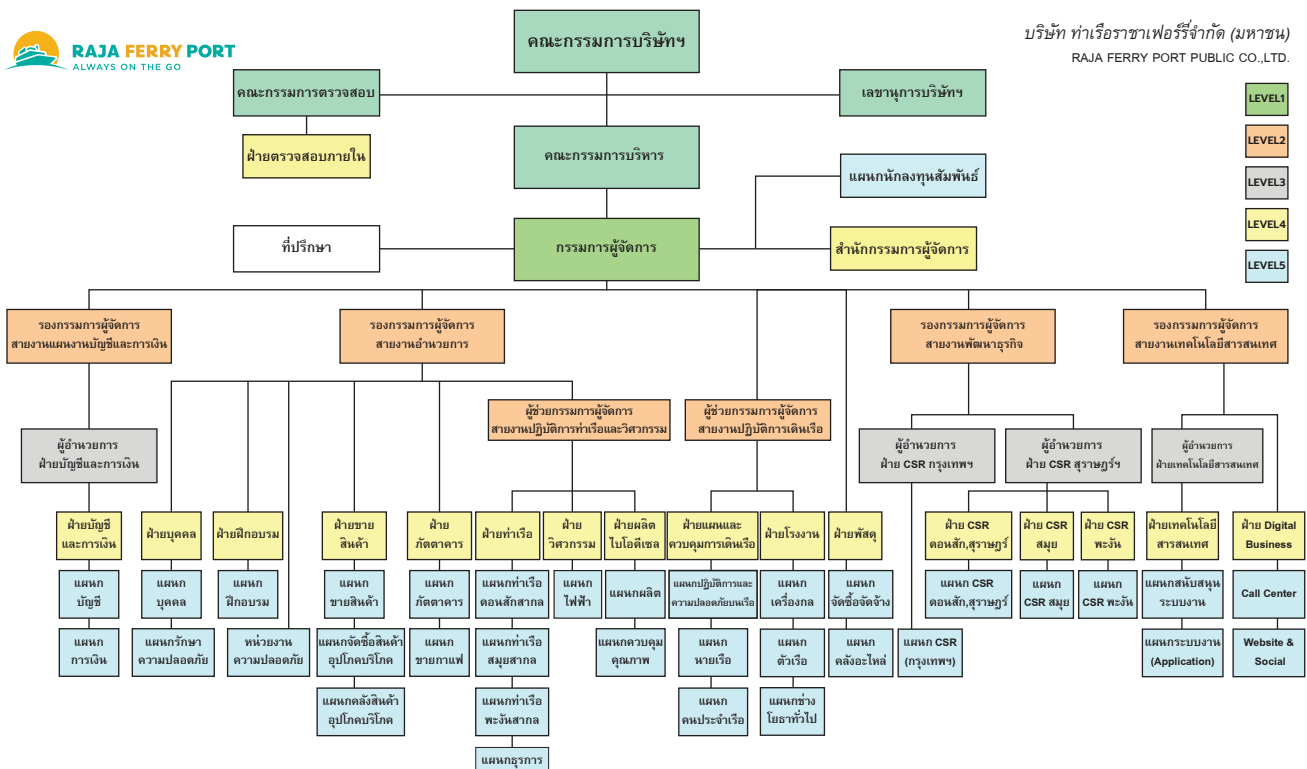 RAJA FERRY PORT
ALWAYS ON THE GO
บริษัท ท่าเรือราชาเฟอร์รี่จำกัด (มหาชน)
RAJA FERRY PORT PUBLIC CO.,LTD.
คณะกรรมการบริษัทฯ
คณะกรรมการตรวจสอบ
เลขานุการบริษัทฯ
LEVEL1
LEVEL2
LEVEL3
LEVEL4
LEVEL5
ฝ่ายตรวจสอบภายใน
คณะกรรมการบริหาร
แผนกนักลงทุนสัมพันธ์
ที่ปรึกษา
กรรมการผู้จัดการ
สำนักกรรมการผู้จัดการ
รองกรรมการผู้จัดการ
สายงานแผนงานบัญชีและการเงิน
รองกรรมการผู้จัดการ
สายงานอำนวยการ
รองกรรมการผู้จัดการ
สายงานพัฒนาธุรกิจ
รองกรรมการผู้จัดการ
สายงานเทคโนโลยีสารสนเทศ
ผู้ช่วยกรรมการผู้จัดการ
สายงานปฏิบัติการท่าเรือและวิศวกรรม
ผู้ช่วยกรรมการผู้จัดการ
สายงานปฏิบัติการเดินเรือ
ผู้อำนวยการ
ฝ่ายบัญชีและการเงิน
ผู้อำนวยการ
ฝ่าย CSR กรุงเทพฯ
ผู้อำนวยการ
ฝ่าย CSR สุราษฎร์ฯ
ผู้อำนวยการ
ฝ่ายเทคโนโลยีสารสนเทศ
ฝ่ายบัญชี
และการเงิน
ฝ่ายบุคคล
ฝ่ายฝึกอบรม
ฝ่ายขาย
สินค้า
ฝ่าย
ภัตตาคาร
ฝ่ายท่าเรือ
ฝ่าย
วิศวกรรม
ฝ่ายผลิต
ไบโอดีเซล
ฝ่ายแผนและ
ควบคุมการเดินเรือ
ฝ่ายโรงงาน
ฝ่ายพัสดุ
ฝ่าย CSR
ดอนสัก,สุราษฎร์
ฝ่าย CSR
สมุย
ฝ่าย CSR
พะงัน
ฝ่ายเทคโนโลยี
สารสนเทศ
ฝ่าย Digital
Business
แผนก
บัญชี
แผนก
บุคคล
แผนก
ฝึกอบรม
แผนก
ขายสินค้า
แผนก
ภัตตาคาร
แผนกท่าเรือ
ดอนสักสากล
แผนก
ไฟฟ้า
แผนกผลิต
แผนกปฏิบัติการและ
ความปลอดภัยบนเรือ
แผนก
เครื่องกล
แผนก
จัดซื้อจัดจ้าง
แผนก CSR
ดอนสัก,สุราษฎร์
แผนก
CSR สมุย
แผนก
CSR พะงัน
แผนกสนับสนุน
ระบบงาน
Call Center
แผนก
การเงิน
แผนกรักษา
ความปลอดภัย
หน่วยงาน
ความปลอดภัย
แผนกจัดซื้อสินค้า
อุปโภคบริโภค
แผนก
ขายกาแฟ
แผนกท่าเรือ
สมุยสากล
แผนกควบคุม
คุณภาพ
แผนก
นายเรือ
แผนก
ตัวเรือ
แผนก
คลังอะไหล่
แผนก CSR
(กรุงเทพฯ)
แผนกระบบงาน
(Application)
Website &
Social
แผนกคลังสินค้า
อุปโภคบริโภค
แผนกท่าเรือ
พะงันสากล
แผนก
คนประจำเรือ
แผนกช่าง
โยธาทั่วไป
แผนกธุรการ